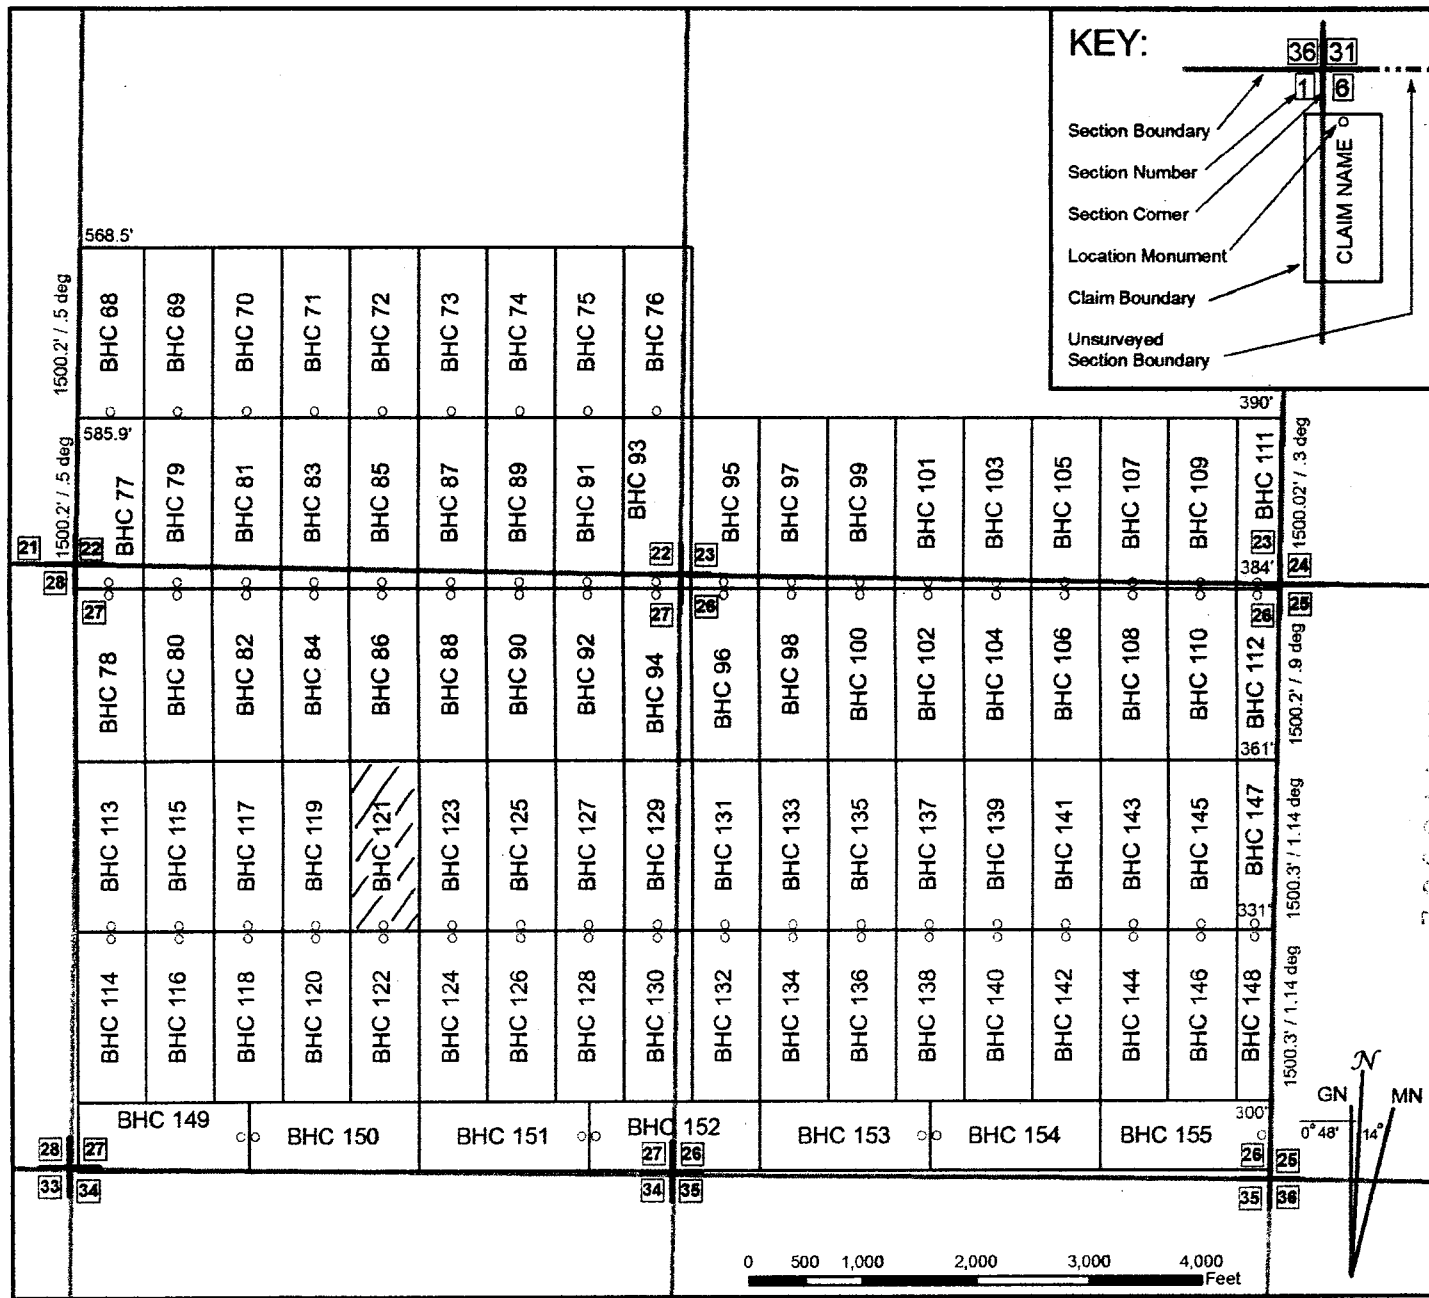 KEY:
36 31
1 6
Section Boundary
Section Number
Section Corner
Location Monument
Claim Boundary
Unsurveyed
Section Boundary
CLAIM NAME
568.5'
1500.2' / .5 deg
BHC 68
BHC 69
BHC 70
BHC 71
BHC 72
BHC 73
BHC 74
BHC 75
BHC 76
390'
585.9'
1500.2' / .5 deg
BHC 77
BHC 79
BHC 81
BHC 83
BHC 85
BHC 87
BHC 89
BHC 91
BHC 93
BHC 95
BHC 97
BHC 99
BHC 101
BHC 103
BHC 105
BHC 107
BHC 109
BHC 111
1500.02' / .3 deg
21 22 22 23 23 24
384'
28 27 27 26 26 25
BHC 78
BHC 80
BHC 82
BHC 84
BHC 86
BHC 88
BHC 90
BHC 92
BHC 94
BHC 96
BHC 98
BHC 100
BHC 102
BHC 104
BHC 106
BHC 108
BHC 110
BHC 112
1500.2' / .9 deg
361'
BHC 113
BHC 115
BHC 117
BHC 119
BHC 121
BHC 123
BHC 125
BHC 127
BHC 129
BHC 131
BHC 133
BHC 135
BHC 137
BHC 139
BHC 141
BHC 143
BHC 145
BHC 147
1500.3' / 1.14 deg
331'
BHC 114
BHC 116
BHC 118
BHC 120
BHC 122
BHC 124
BHC 126
BHC 128
BHC 130
BHC 132
BHC 134
BHC 136
BHC 138
BHC 140
BHC 142
BHC 144
BHC 146
BHC 148
1500.3' / 1.14 deg
BHC 149
BHC 150
BHC 151
BHC 152
BHC 153
BHC 154
BHC 155
300'
28 27 27 26 26 25
33 34 34 35 35 36
N
GN MN
0° 48' 14°
0 500 1,000 2,000 3,000 4,000
Feet